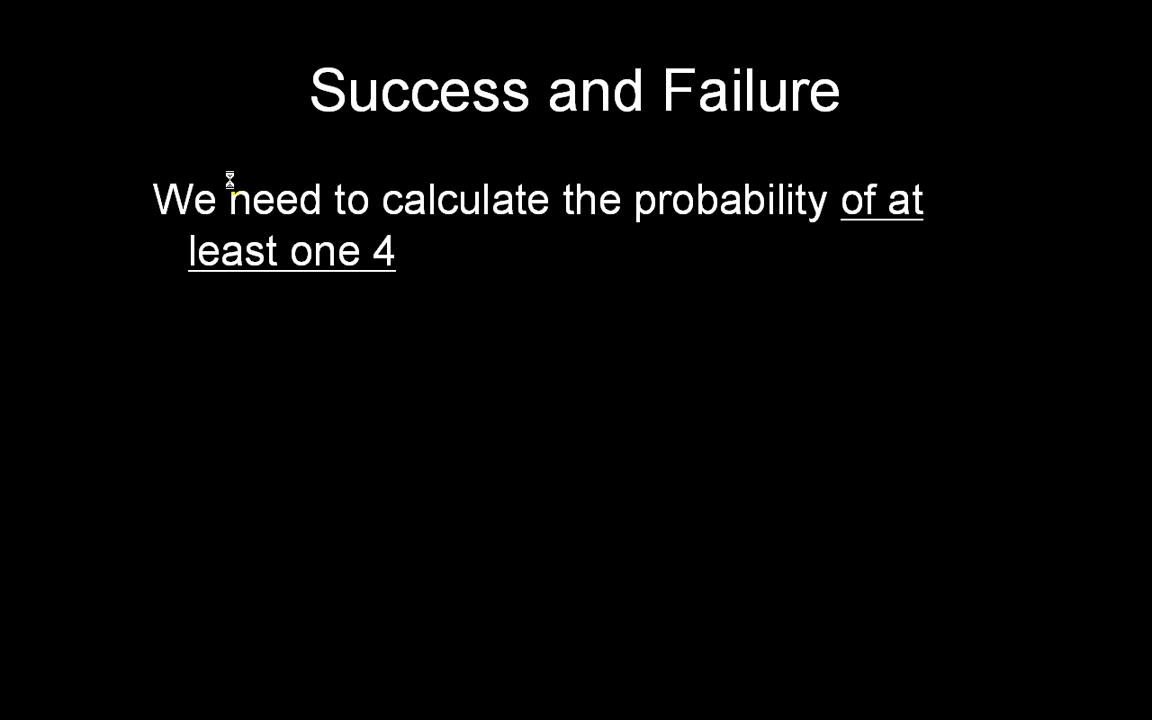 Success and Failure
We need to calculate the probability of at
least one 4